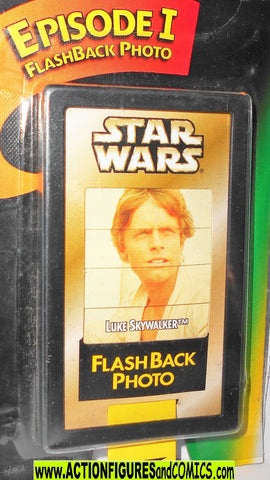 EPISODE I
FLASHBACK PHOTO
STAR
WARS
LUKE SKYWALKER™
FLASHBACK
PHOTO
www.ACTIONFIGURESandCOMICS.com